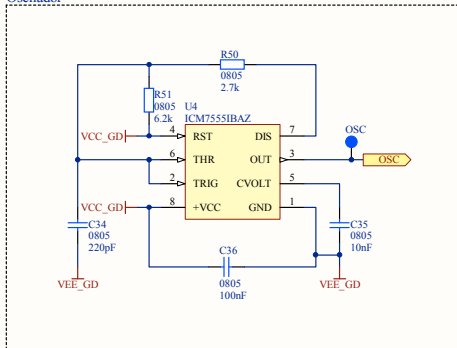 Oscilador
R50
0805
2.7k
R51
0805
6.2k
U4
ICM7555IBAZ
VCC_GD
4
RST
DIS
7
OSC
6
THR
OUT
3
OSC
2
TRIG
CVOLT
5
VCC_GD
8
+VCC
GND
1
C34
0805
220pF
C35
0805
10nF
C36
0805
100nF
VEE_GD
VEE_GD